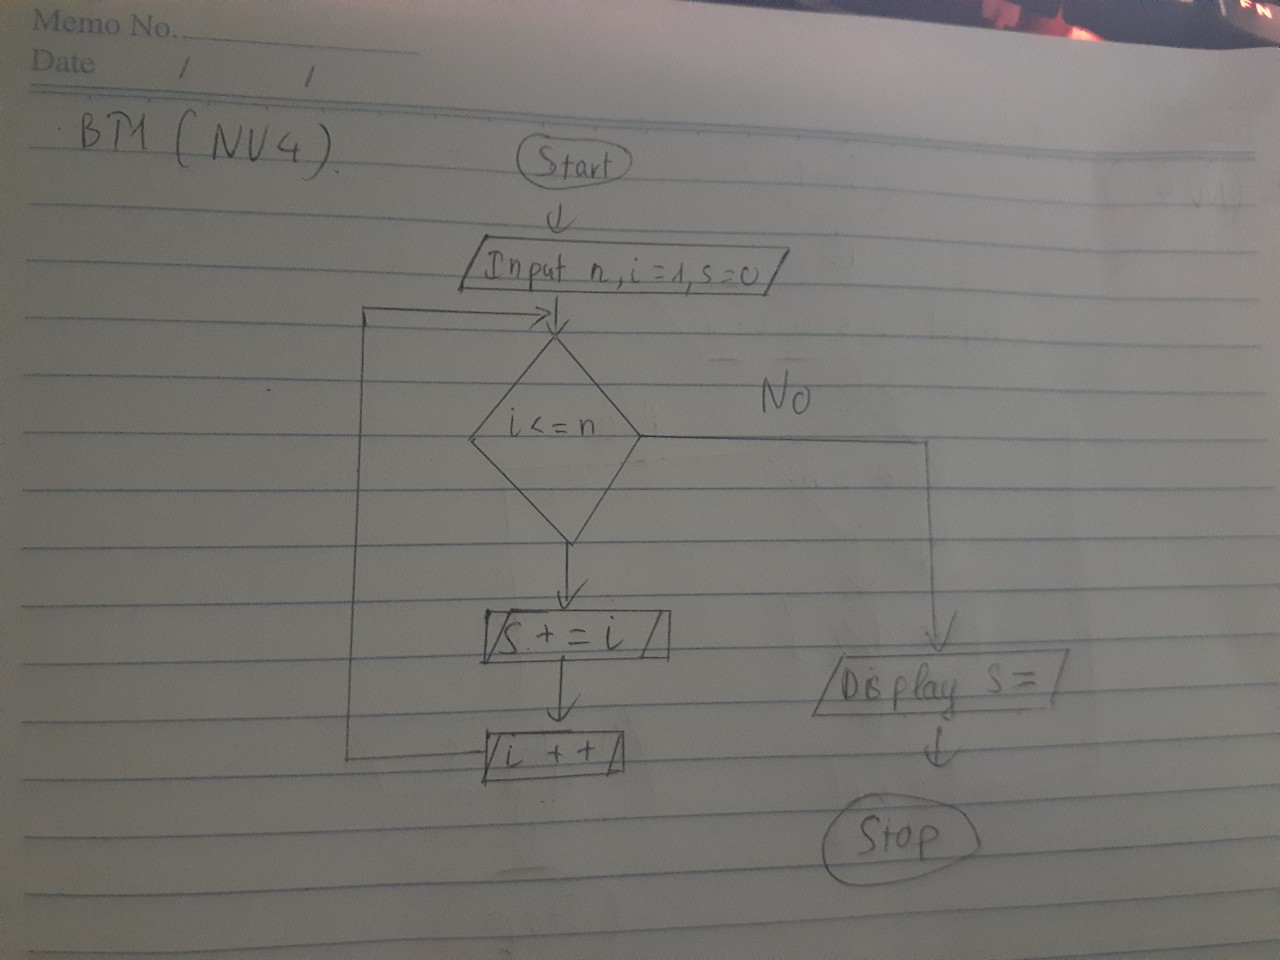 Memo No.
Date / /
BT1 (NV4).
Start
Input n, i=1, s=0
i<=n
No
s+=i
Display s=
i++
Stop